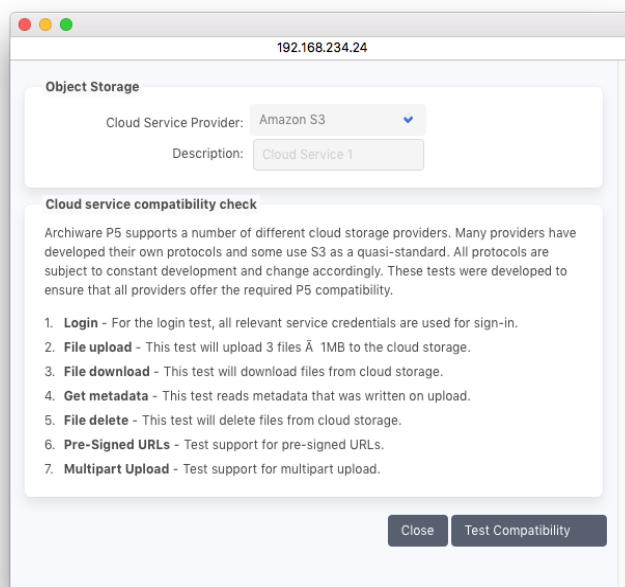 192.168.234.24
Object Storage
Cloud Service Provider: Amazon S3
Description: Cloud Service 1
Cloud service compatibility check
Archiware P5 supports a number of different cloud storage providers. Many providers have
developed their own protocols and some use S3 as a quasi-standard. All protocols are
subject to constant development and change accordingly. These tests were developed to
ensure that all providers offer the required P5 compatibility.
1. Login - For the login test, all relevant service credentials are used for sign-in.
2. File upload - This test will upload 3 files Ã 1MB to the cloud storage.
3. File download - This test will download files from cloud storage.
4. Get metadata - This test reads metadata that was written on upload.
5. File delete - This test will delete files from cloud storage.
6. Pre-Signed URLs - Test support for pre-signed URLs.
7. Multipart Upload - Test support for multipart upload.
Close Test Compatibility